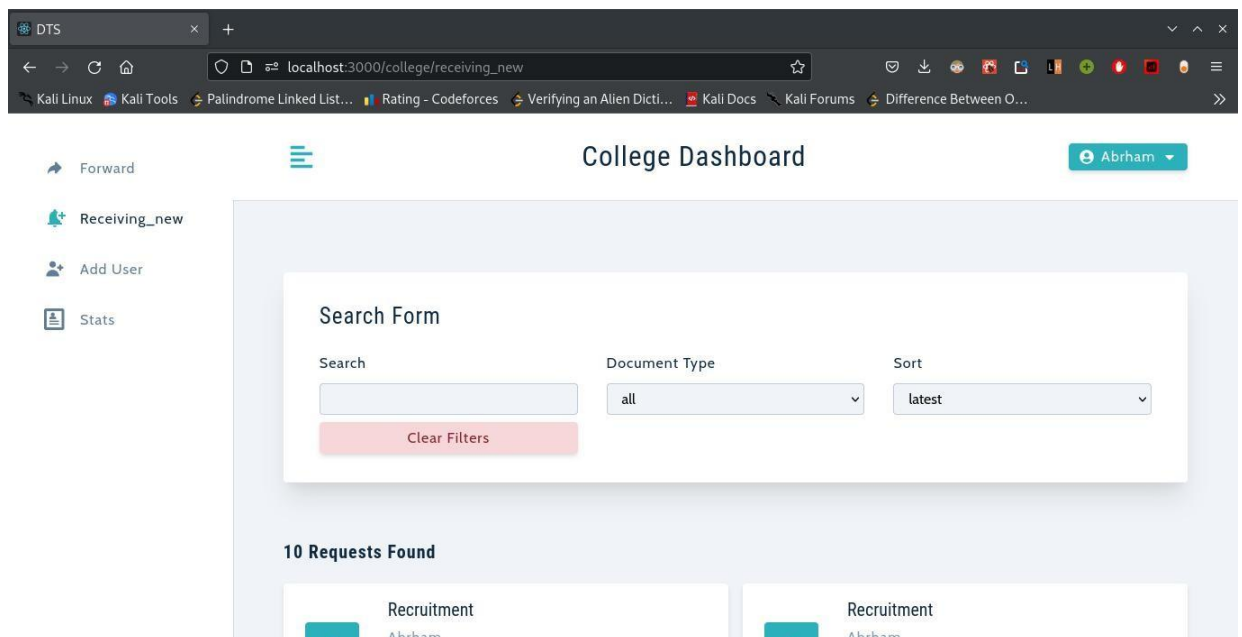 DTS
localhost:3000/college/receiving_new
Kali Linux Kali Tools Palindrome Linked List... Rating - Codeforces Verifying an Alien Dicti... Kali Docs Kali Forums Difference Between O...
College Dashboard
Abrham
Forward
Receiving_new
Add User
Stats
Search Form
Search Document Type Sort
all latest
Clear Filters
10 Requests Found
Recruitment Recruitment
Abrham Abrham